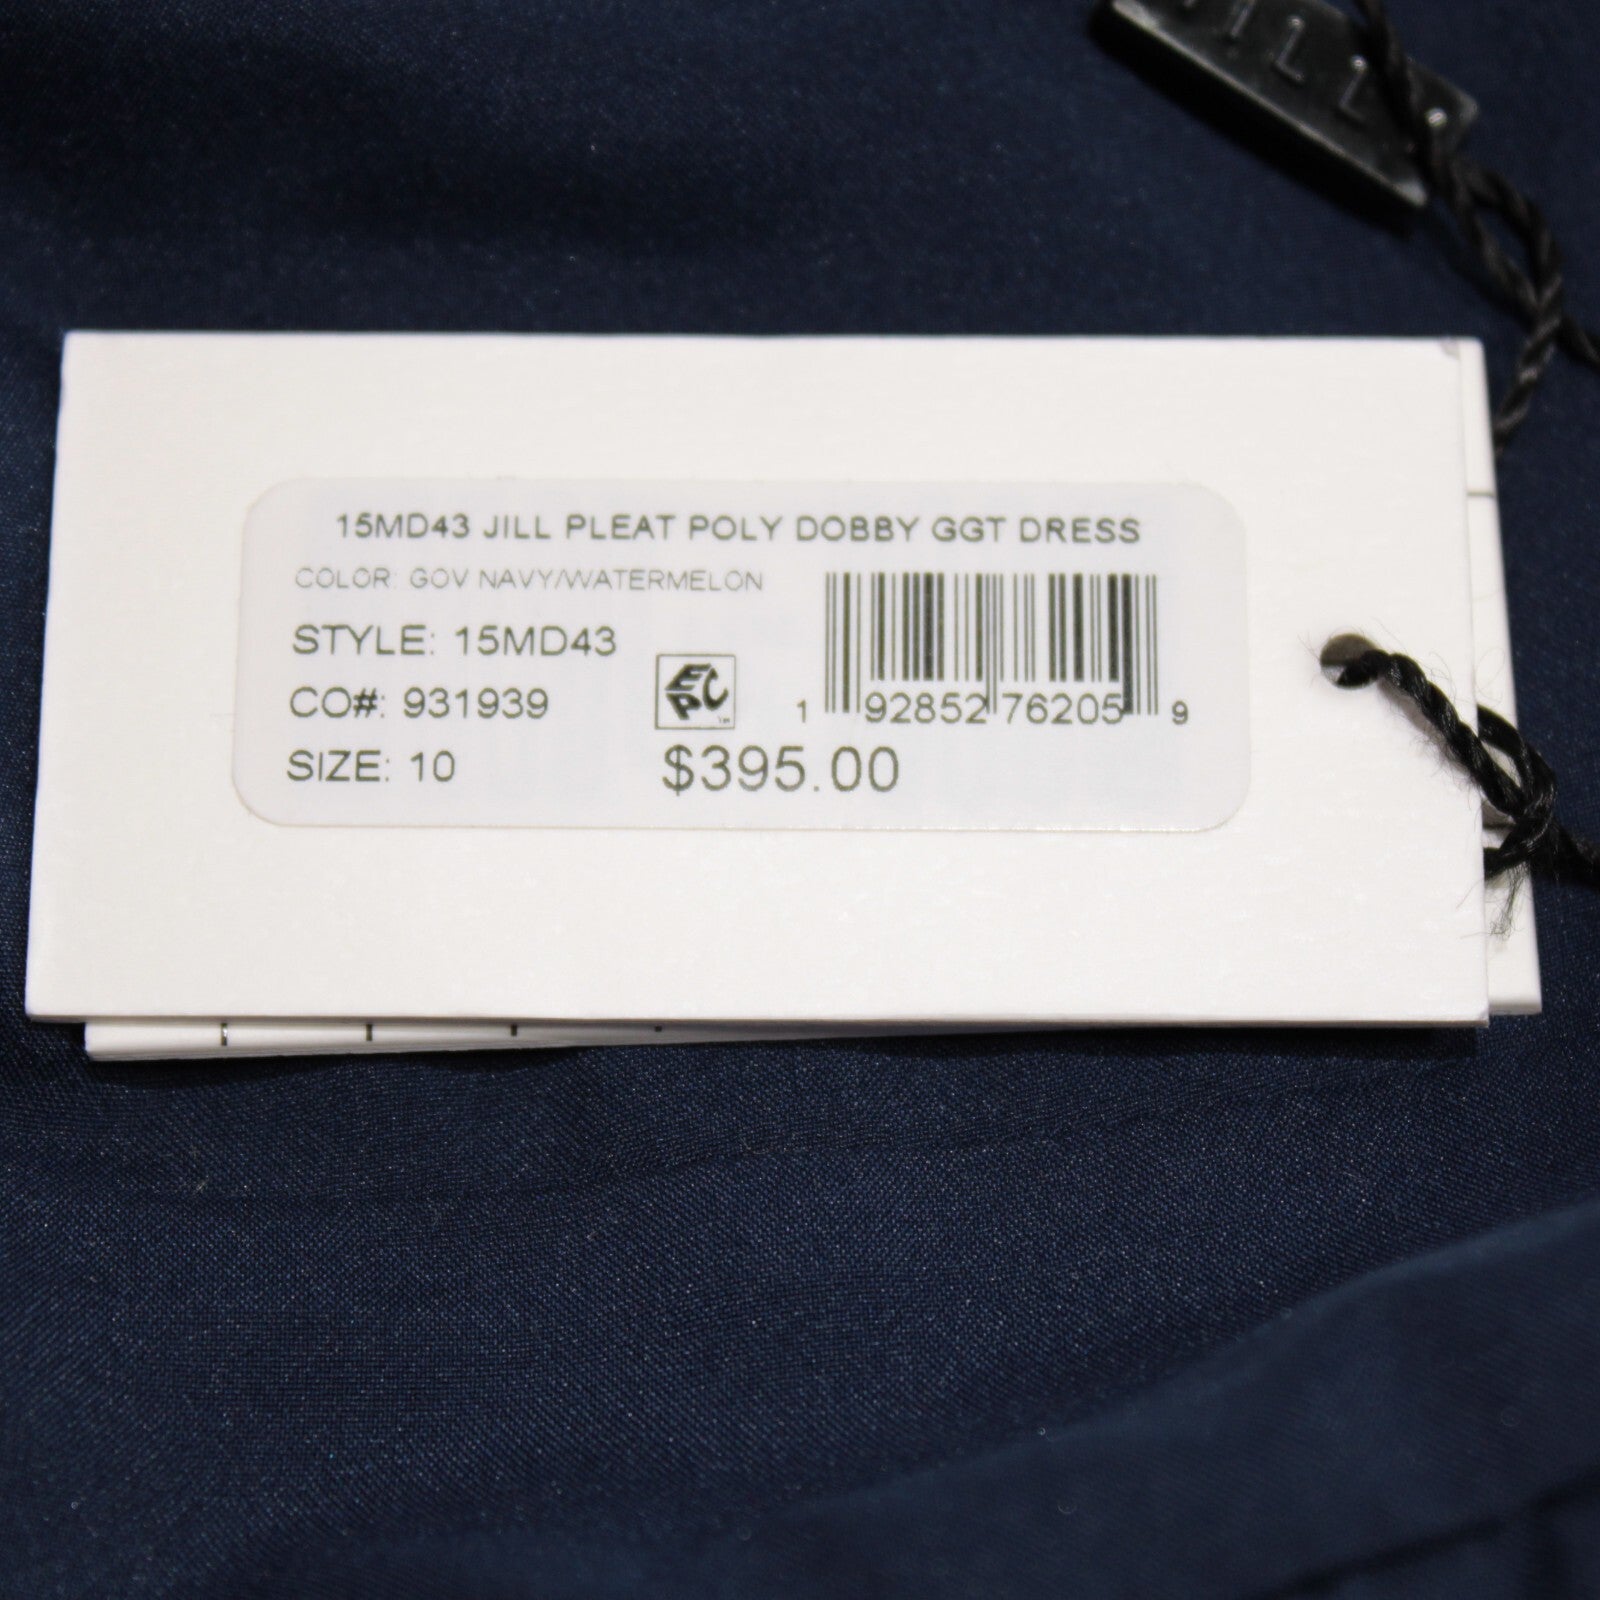 15MD43 JILL PLEAT POLY DOBBY GGT DRESS
COLOR: GOV NAVY/WATERMELON
STYLE: 15MD43
CO#: 931939
SIZE: 10
EPC™
1 92852 76205 9
$395.00